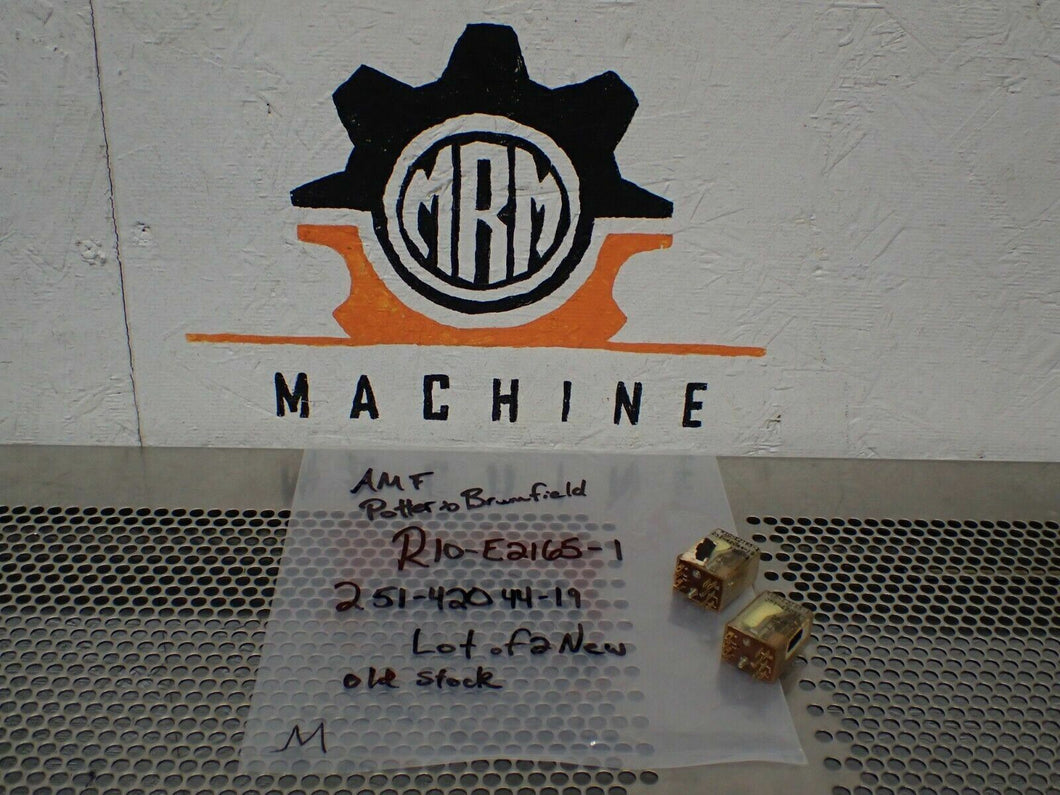 MRM
MACHINE
AMF
Potter & Brumfield
R10-E2165-1
251-42044-19
Lot of 2 New
old stock
M